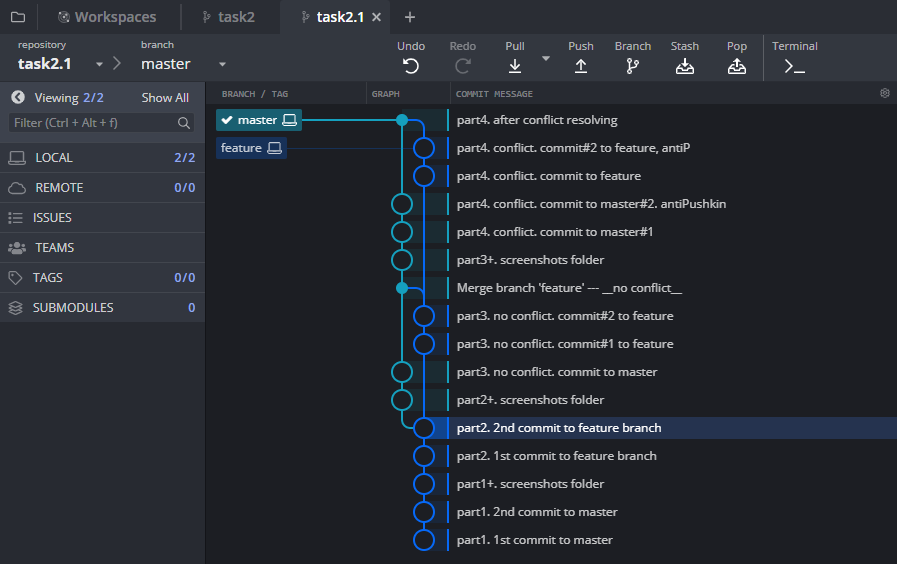 Workspaces
task2
task2.1
repository
task2.1
branch
master
Undo
Redo
Pull
Push
Branch
Stash
Pop
Terminal
Viewing 2/2
Show All
Filter (Ctrl + Alt + f)
LOCAL 2/2
REMOTE 0/0
ISSUES
TEAMS
TAGS 0/0
SUBMODULES 0
BRANCH / TAG
GRAPH
COMMIT MESSAGE
master
part4. after conflict resolving
feature
part4. conflict. commit#2 to feature, antiP
part4. conflict. commit to feature
part4. conflict. commit to master#2. antiPushkin
part4. conflict. commit to master#1
part3+. screenshots folder
Merge branch 'feature' --- __no conflict__
part3. no conflict. commit#2 to feature
part3. no conflict. commit#1 to feature
part3. no conflict. commit to master
part2+. screenshots folder
part2. 2nd commit to feature branch
part2. 1st commit to feature branch
part1+. screenshots folder
part1. 2nd commit to master
part1. 1st commit to master